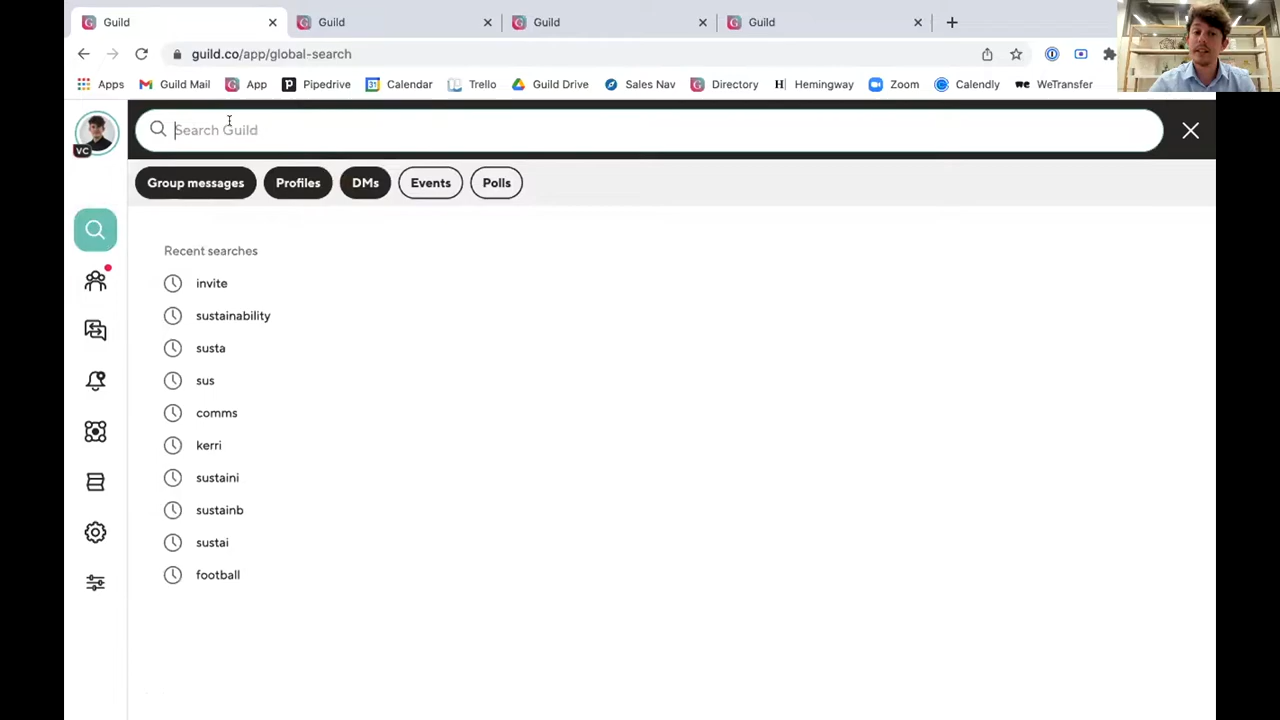 Guild
Guild
Guild
Guild
guild.co/app/global-search
Apps
Guild Mail
App
Pipedrive
Calendar
Trello
Guild Drive
Sales Nav
Directory
Hemingway
Zoom
Calendly
WeTransfer
VC
Search Guild
Group messages
Profiles
DMs
Events
Polls
Recent searches
invite
sustainability
susta
sus
comms
kerri
sustaini
sustainb
sustai
football